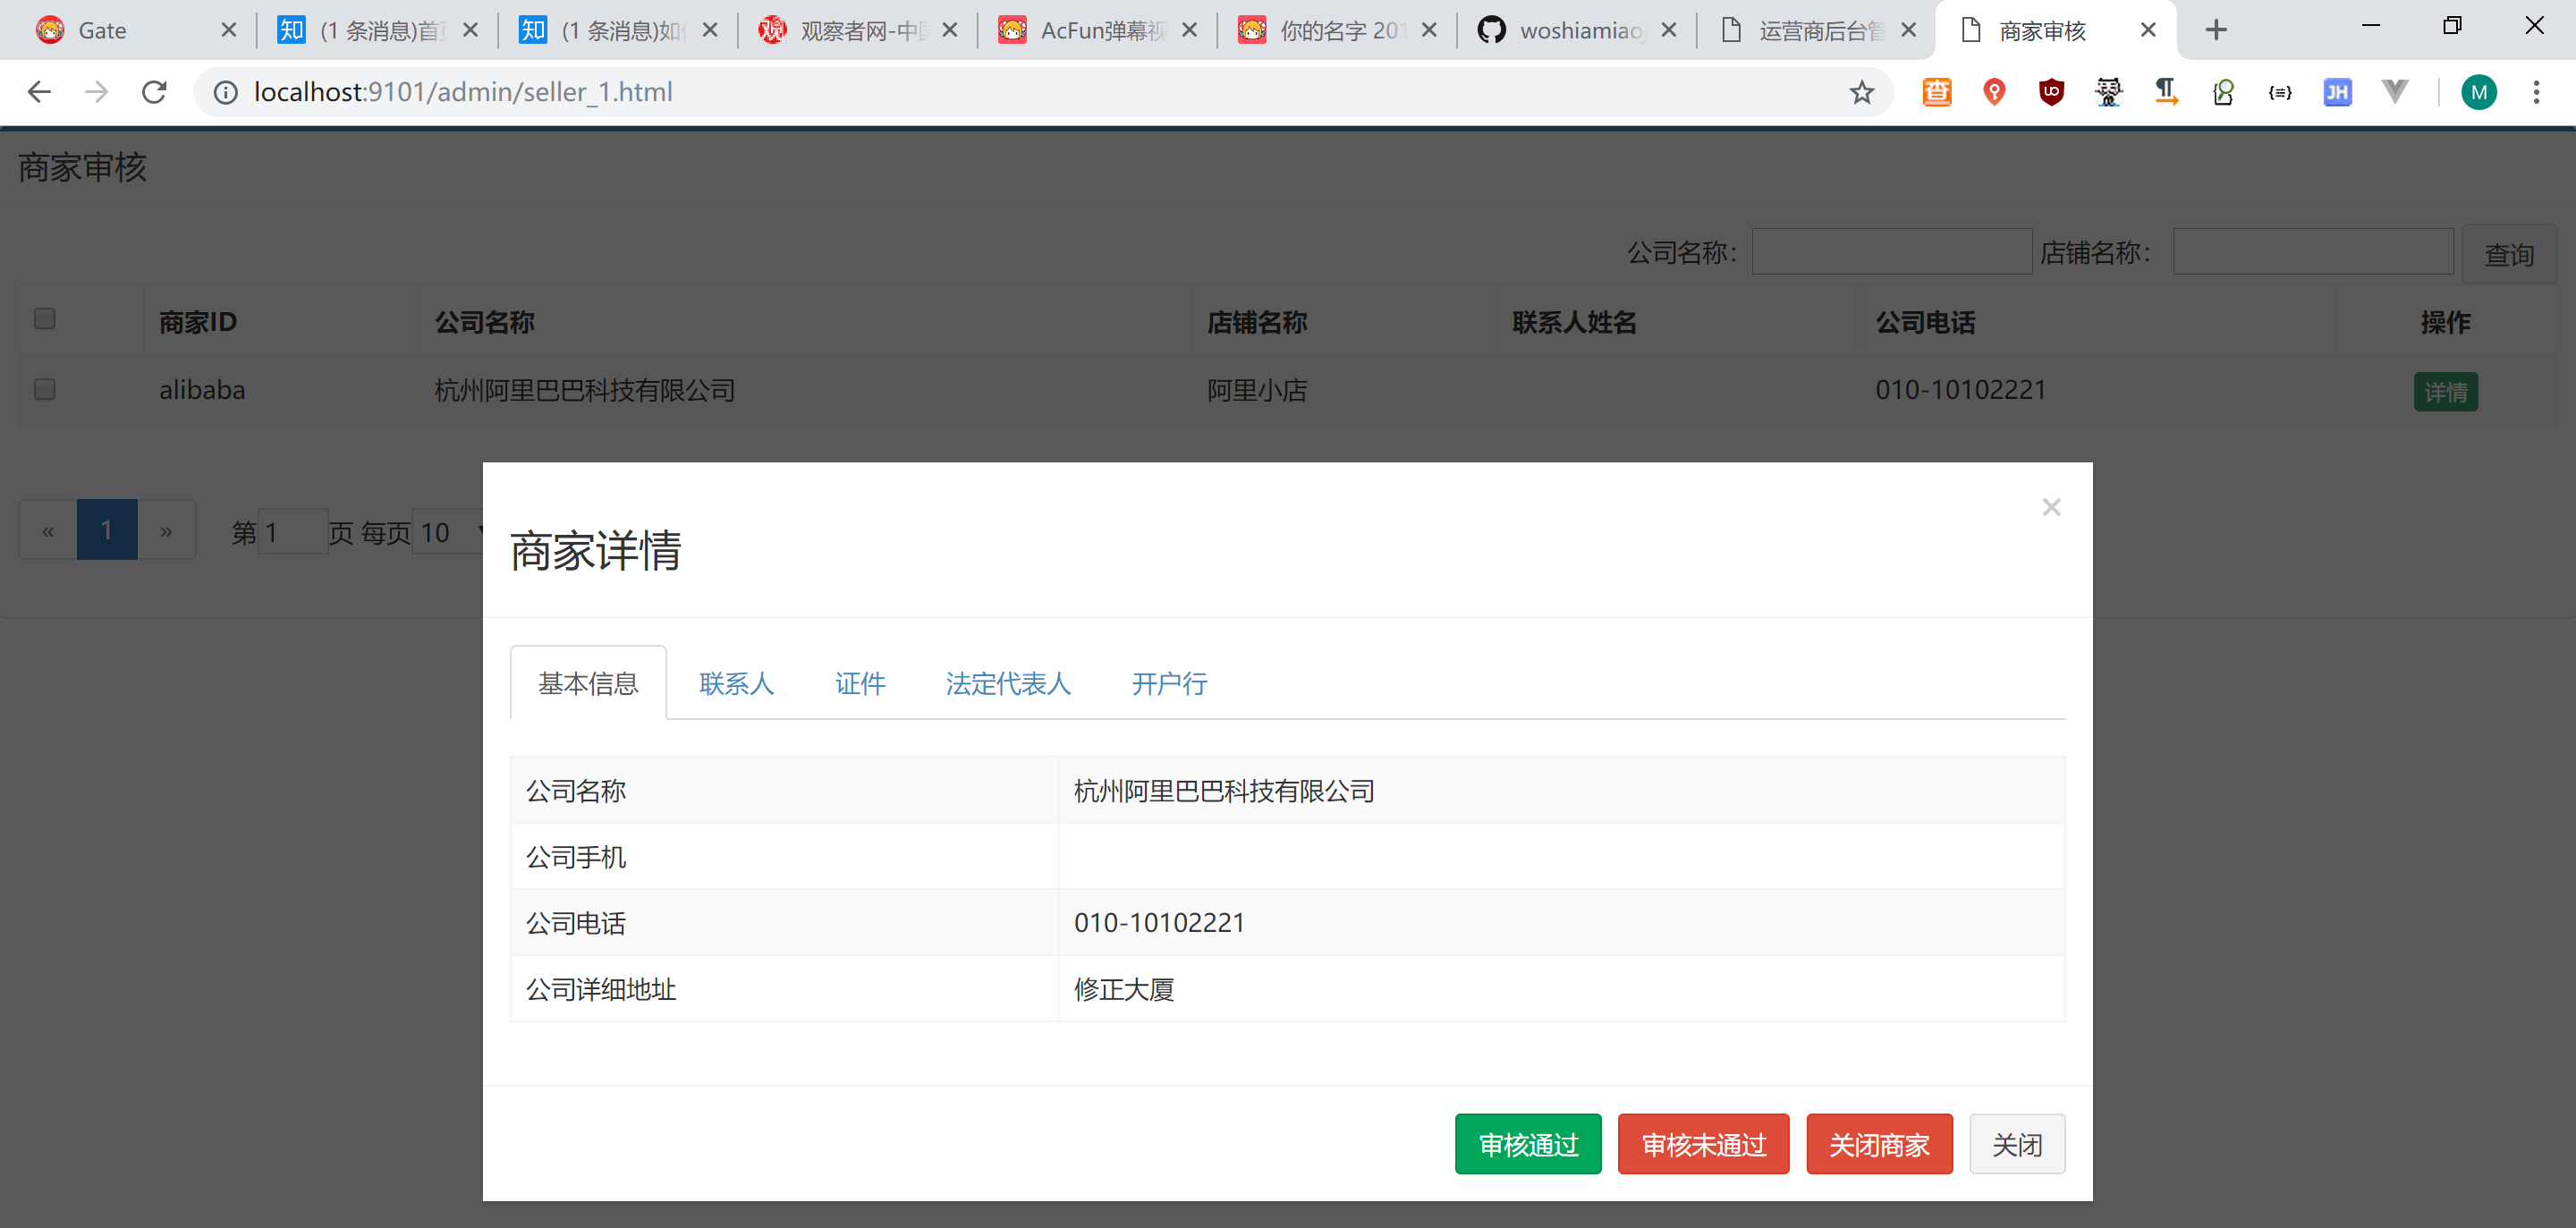 Gate
(1 条消息)首
(1 条消息)如
观察者网-中
AcFun弹幕视
你的名字 201
woshiamiao
运营商后台管
商家审核
localhost:9101/admin/seller_1.html
M
商家审核
公司名称: 店铺名称: 查询
商家ID 公司名称 店铺名称 联系人姓名 公司电话 操作
alibaba 杭州阿里巴巴科技有限公司 阿里小店 010-10102221 详情
« 1 » 第1页 每页10
×
商家详情
基本信息 联系人 证件 法定代表人 开户行
公司名称 杭州阿里巴巴科技有限公司
公司手机
公司电话 010-10102221
公司详细地址 修正大厦
审核通过 审核未通过 关闭商家 关闭